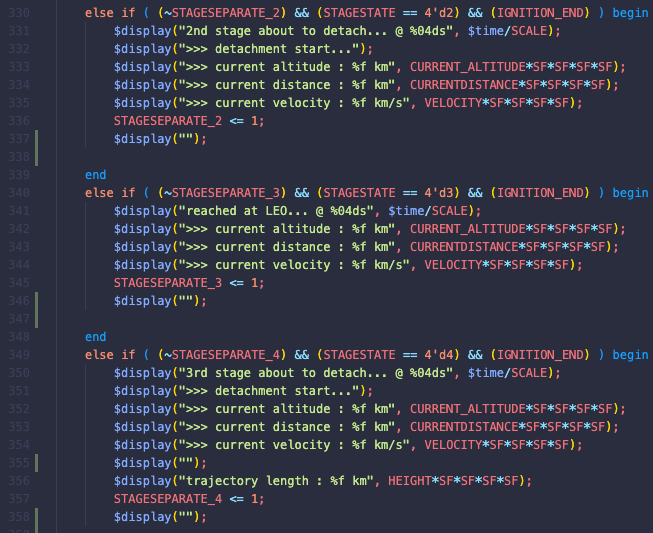 330 else if ( (~STAGESEPARATE_2) && (STAGESTATE == 4'd2) && (IGNITION_END) ) begin
331 $display("2nd stage about to detach... @ %04ds", $time/SCALE);
332 $display(">>> detachment start...");
333 $display(">>> current altitude : %f km", CURRENT_ALTITUDE*SF*SF*SF*SF);
334 $display(">>> current distance : %f km", CURRENTDISTANCE*SF*SF*SF*SF);
335 $display(">>> current velocity : %f km/s", VELOCITY*SF*SF*SF*SF);
336 STAGESEPARATE_2 <= 1;
337 $display("");
338
339 end
340 else if ( (~STAGESEPARATE_3) && (STAGESTATE == 4'd3) && (IGNITION_END) ) begin
341 $display("reached at LEO... @ %04ds", $time/SCALE);
342 $display(">>> current altitude : %f km", CURRENT_ALTITUDE*SF*SF*SF*SF);
343 $display(">>> current distance : %f km", CURRENTDISTANCE*SF*SF*SF*SF);
344 $display(">>> current velocity : %f km/s", VELOCITY*SF*SF*SF*SF);
345 STAGESEPARATE_3 <= 1;
346 $display("");
347
348 end
349 else if ( (~STAGESEPARATE_4) && (STAGESTATE == 4'd4) && (IGNITION_END) ) begin
350 $display("3rd stage about to detach... @ %04ds", $time/SCALE);
351 $display(">>> detachment start...");
352 $display(">>> current altitude : %f km", CURRENT_ALTITUDE*SF*SF*SF*SF);
353 $display(">>> current distance : %f km", CURRENTDISTANCE*SF*SF*SF*SF);
354 $display(">>> current velocity : %f km/s", VELOCITY*SF*SF*SF*SF);
355 $display("");
356 $display("trajectory length : %f km", HEIGHT*SF*SF*SF*SF);
357 STAGESEPARATE_4 <= 1;
358 $display("");